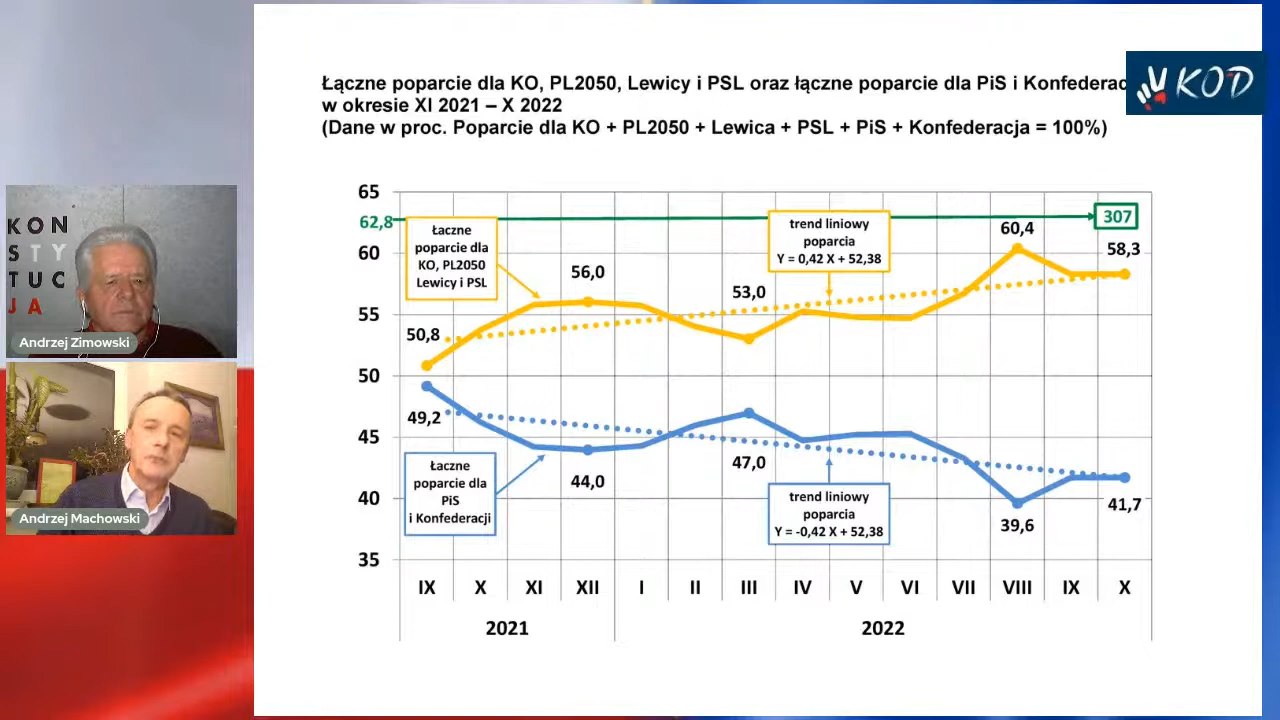 Łączne poparcie dla KO, PL2050, Lewicy i PSL oraz łączne poparcie dla PiS i
w okresie XI 2021 – X 2022
(Dane w proc. Poparcie dla KO + PL2050 + Lewica + PSL + PiS + Konfederacja = 100%)
KOD
KON
STY
TUC
JA
Andrzej Zimowski
Andrzej Machowski
65
62,8
60
55
50
45
40
35
307
Łaczne
poparcie dla
KO, PL2050
Lewicy i PSL
trend liniowy
poparcia
Y = 0,42 X + 52,38
50,8
56,0
53,0
60,4
58,3
49,2
44,0
47,0
39,6
41,7
Łaczne
poparcie dla
PiS
i Konfederacji
trend liniowy
poparcia
Y = -0,42 X + 52,38
IX X XI XII I II III IV V VI VII VIII IX X
2021 2022